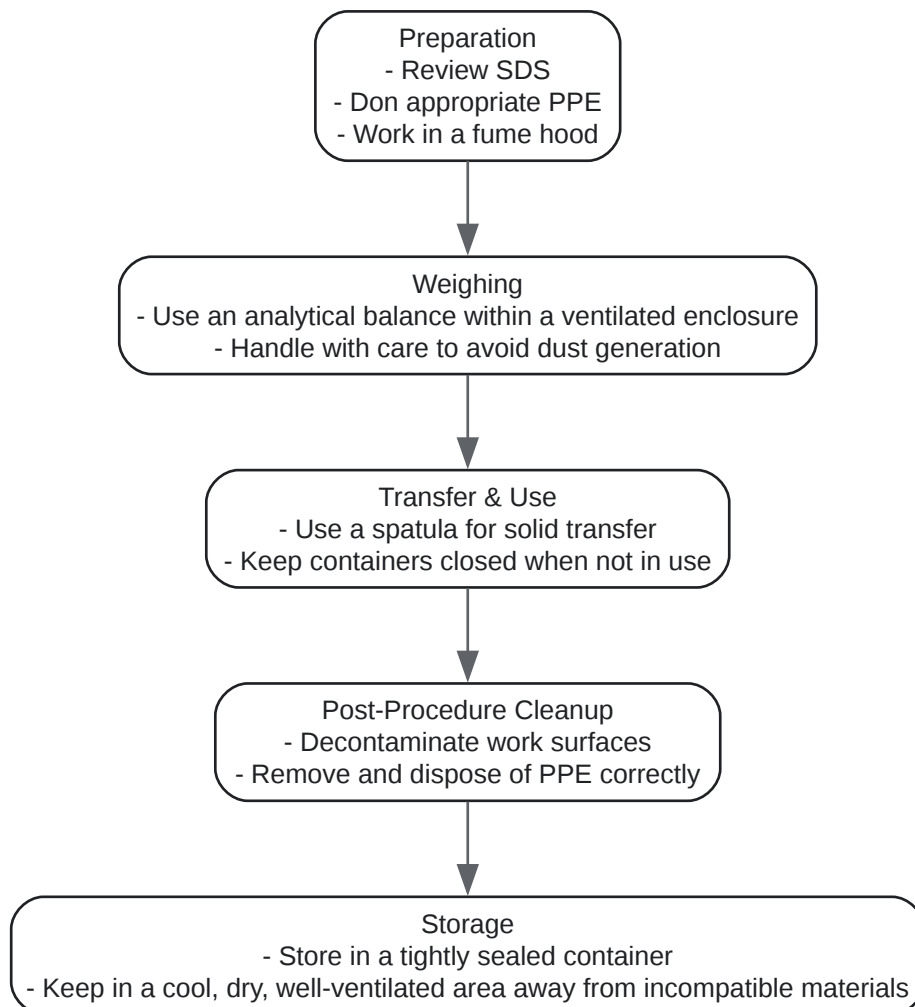 Preparation
- Review SDS
- Don appropriate PPE
- Work in a fume hood
Weighing
- Use an analytical balance within a ventilated enclosure
- Handle with care to avoid dust generation
Transfer & Use
- Use a spatula for solid transfer
- Keep containers closed when not in use
Post-Procedure Cleanup
- Decontaminate work surfaces
- Remove and dispose of PPE correctly
Storage
- Store in a tightly sealed container
- Keep in a cool, dry, well-ventilated area away from incompatible materials